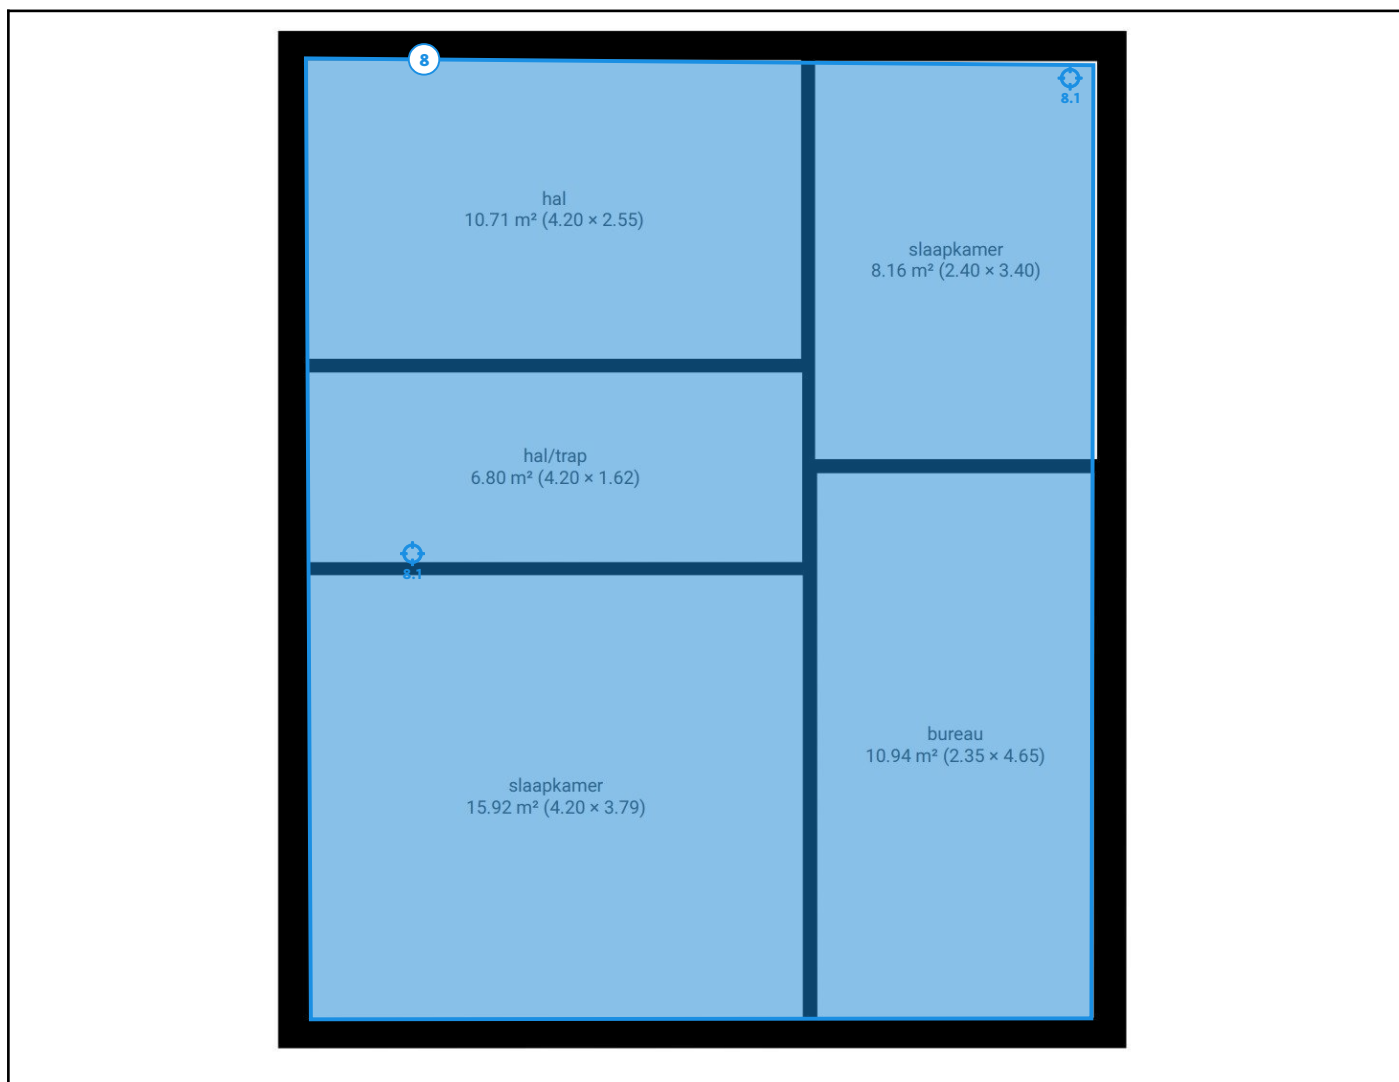 8
8.1
hal
10.71 m² (4.20 × 2.55)
slaapkamer
8.16 m² (2.40 × 3.40)
hal/trap
6.80 m² (4.20 × 1.62)
8.1
bureau
10.94 m² (2.35 × 4.65)
slaapkamer
15.92 m² (4.20 × 3.79)